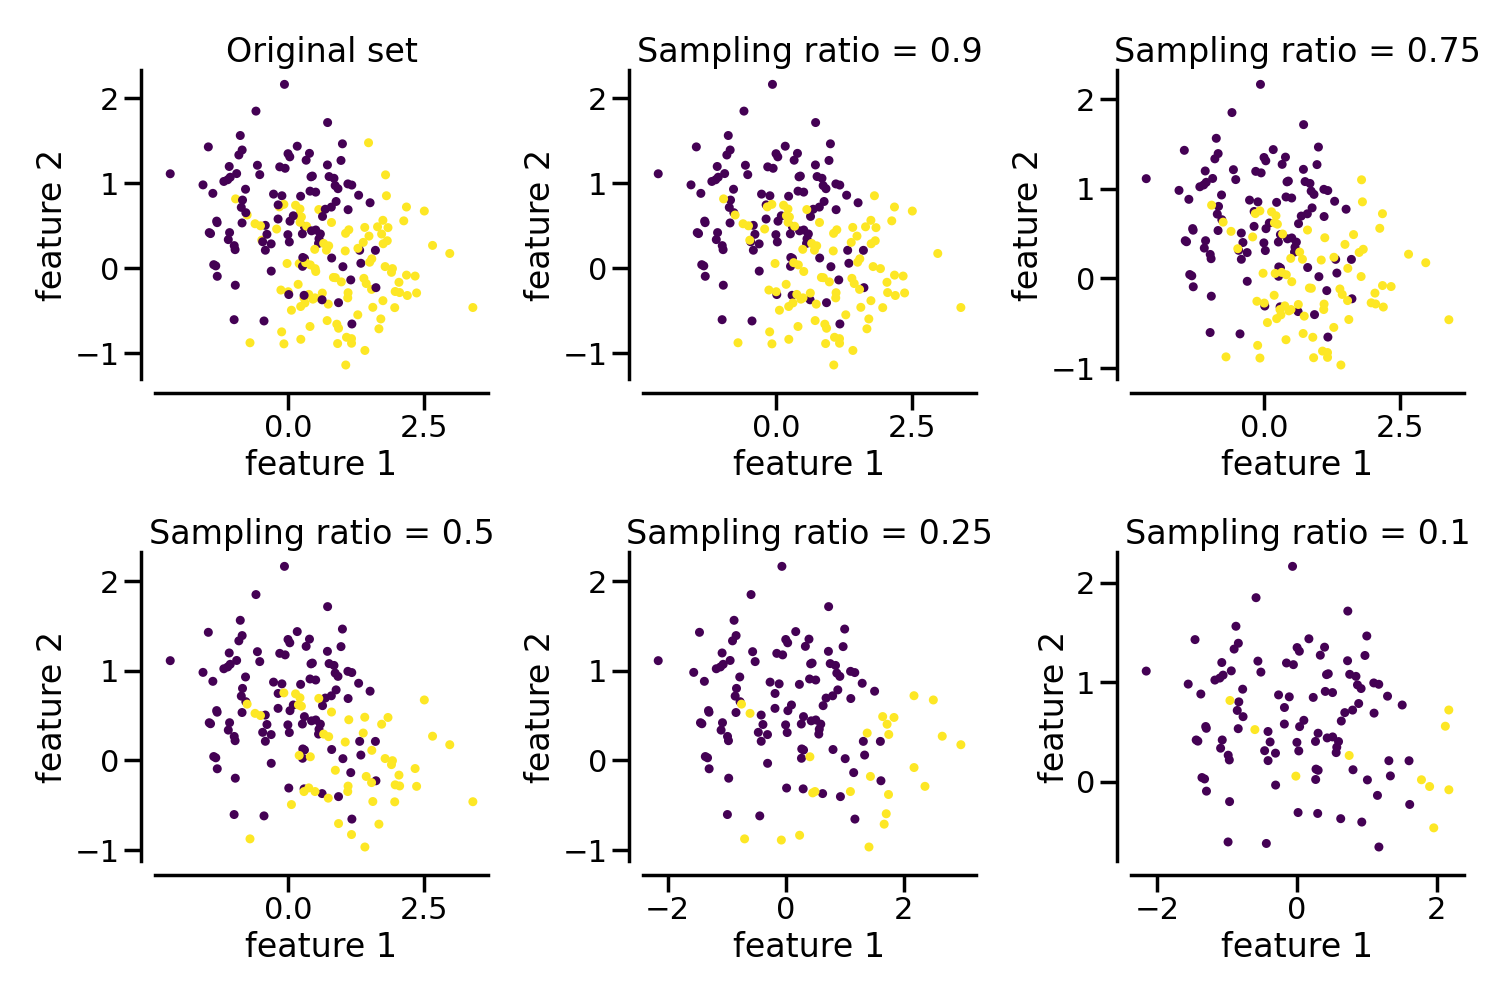 Original set
Sampling ratio = 0.9
Sampling ratio = 0.75
feature 2
2
1
0
−1
0.0
2.5
feature 1
feature 2
2
1
0
−1
0.0
2.5
feature 1
feature 2
2
1
0
−1
0.0
2.5
feature 1
Sampling ratio = 0.5
Sampling ratio = 0.25
Sampling ratio = 0.1
feature 2
2
1
0
−1
0.0
2.5
feature 1
feature 2
2
1
0
−1
−2
0
2
feature 1
feature 2
2
1
0
−2
0
2
feature 1